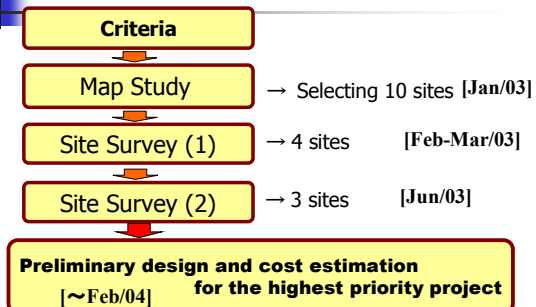 Criteria
Map Study → Selecting 10 sites [Jan/03]
Site Survey (1) → 4 sites [Feb-Mar/03]
Site Survey (2) → 3 sites [Jun/03]
Preliminary design and cost estimation
[～Feb/04] for the highest priority project